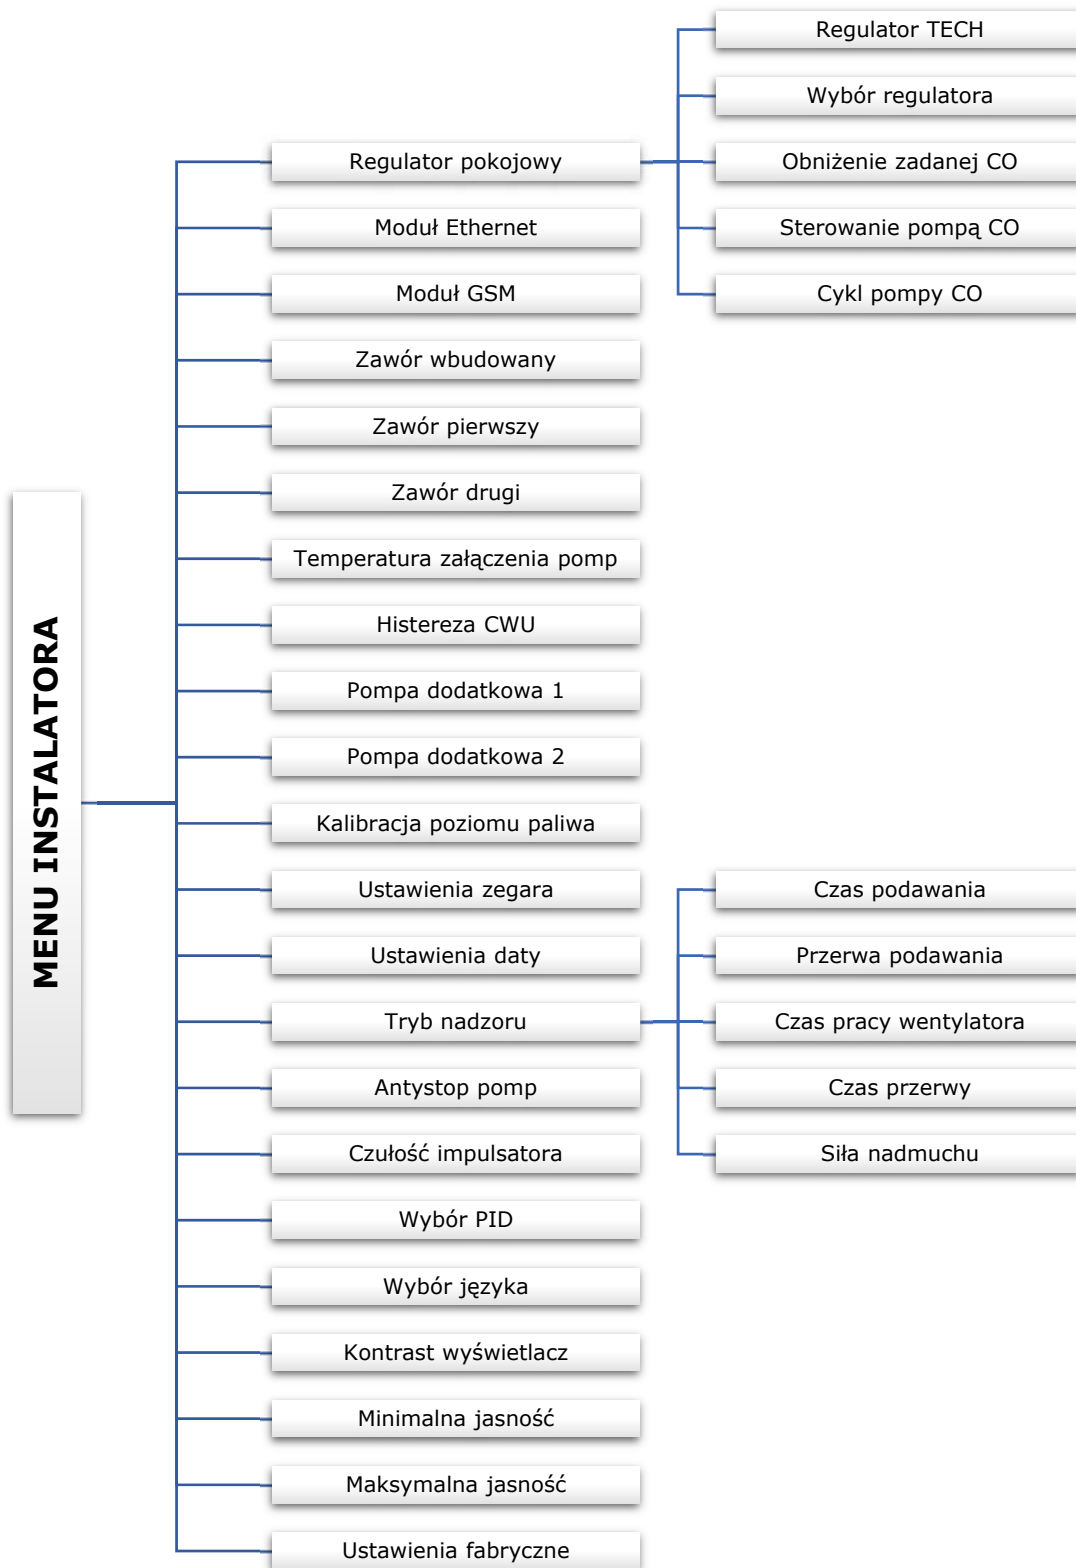 MENU INSTALATORA
Regulator pokojowy
Regulator TECH
Wybór regulatora
Obniżenie zadanej CO
Sterowanie pompą CO
Cykl pompy CO
Moduł Ethernet
Moduł GSM
Zawór wbudowany
Zawór pierwszy
Zawór drugi
Temperatura załączenia pomp
Histereza CWU
Pompa dodatkowa 1
Pompa dodatkowa 2
Kalibracja poziomu paliwa
Ustawienia zegara
Ustawienia daty
Tryb nadzoru
Czas podawania
Przerwa podawania
Czas pracy wentylatora
Czas przerwy
Siła nadmuchu
Antystop pomp
Czułość impulsatora
Wybór PID
Wybór języka
Kontrast wyświetlacz
Minimalna jasność
Maksymalna jasność
Ustawienia fabryczne